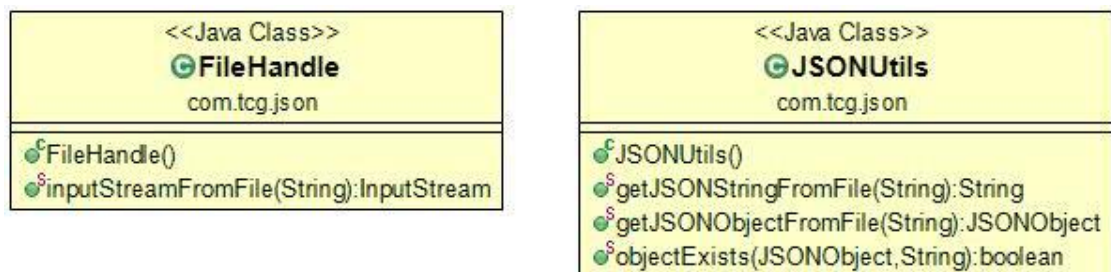 <<Java Class>>
FileHandle
com.tcg.json
FileHandle()
inputStreamFromFile(String):InputStream
<<Java Class>>
JSONUtils
com.tcg.json
JSONUtils()
getJSONStringFromFile(String):String
getJSONObjectFromFile(String):JSONObject
objectExists(JSONObject,String):boolean